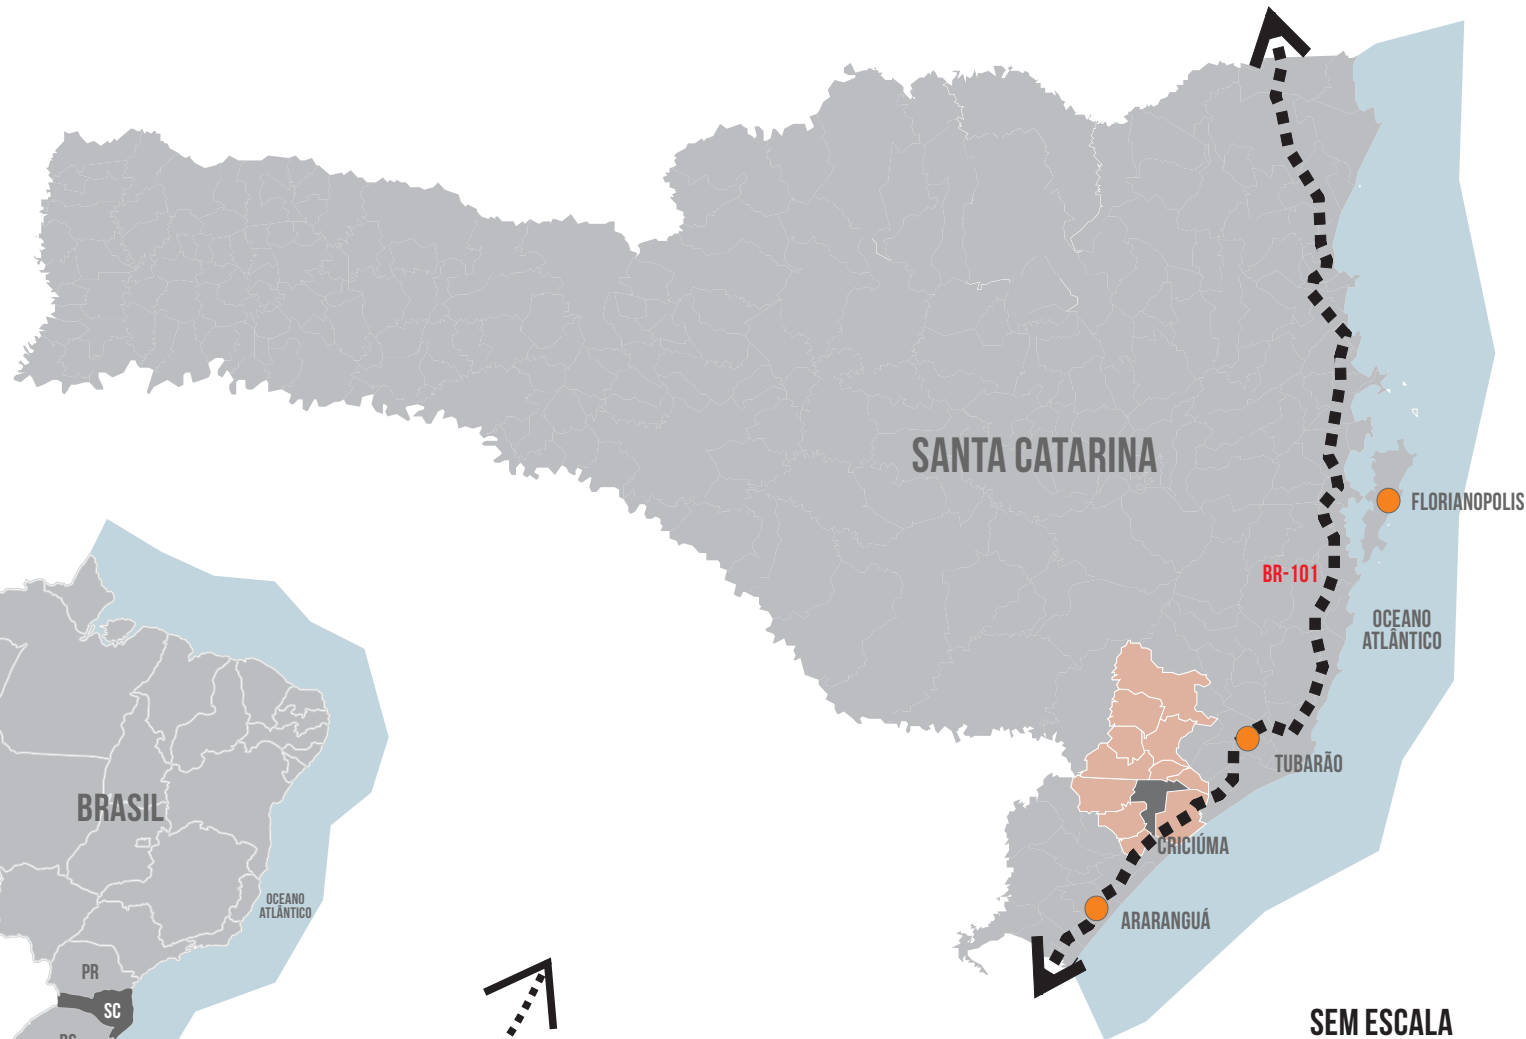 SANTA CATARINA
FLORIANOPOLIS
BR-101
OCEANO
ATLÂNTICO
TUBARÃO
CRICIÚMA
ARARANGUÁ
BRASIL
OCEANO
ATLÂNTICO
PR
SC
SEM ESCALA